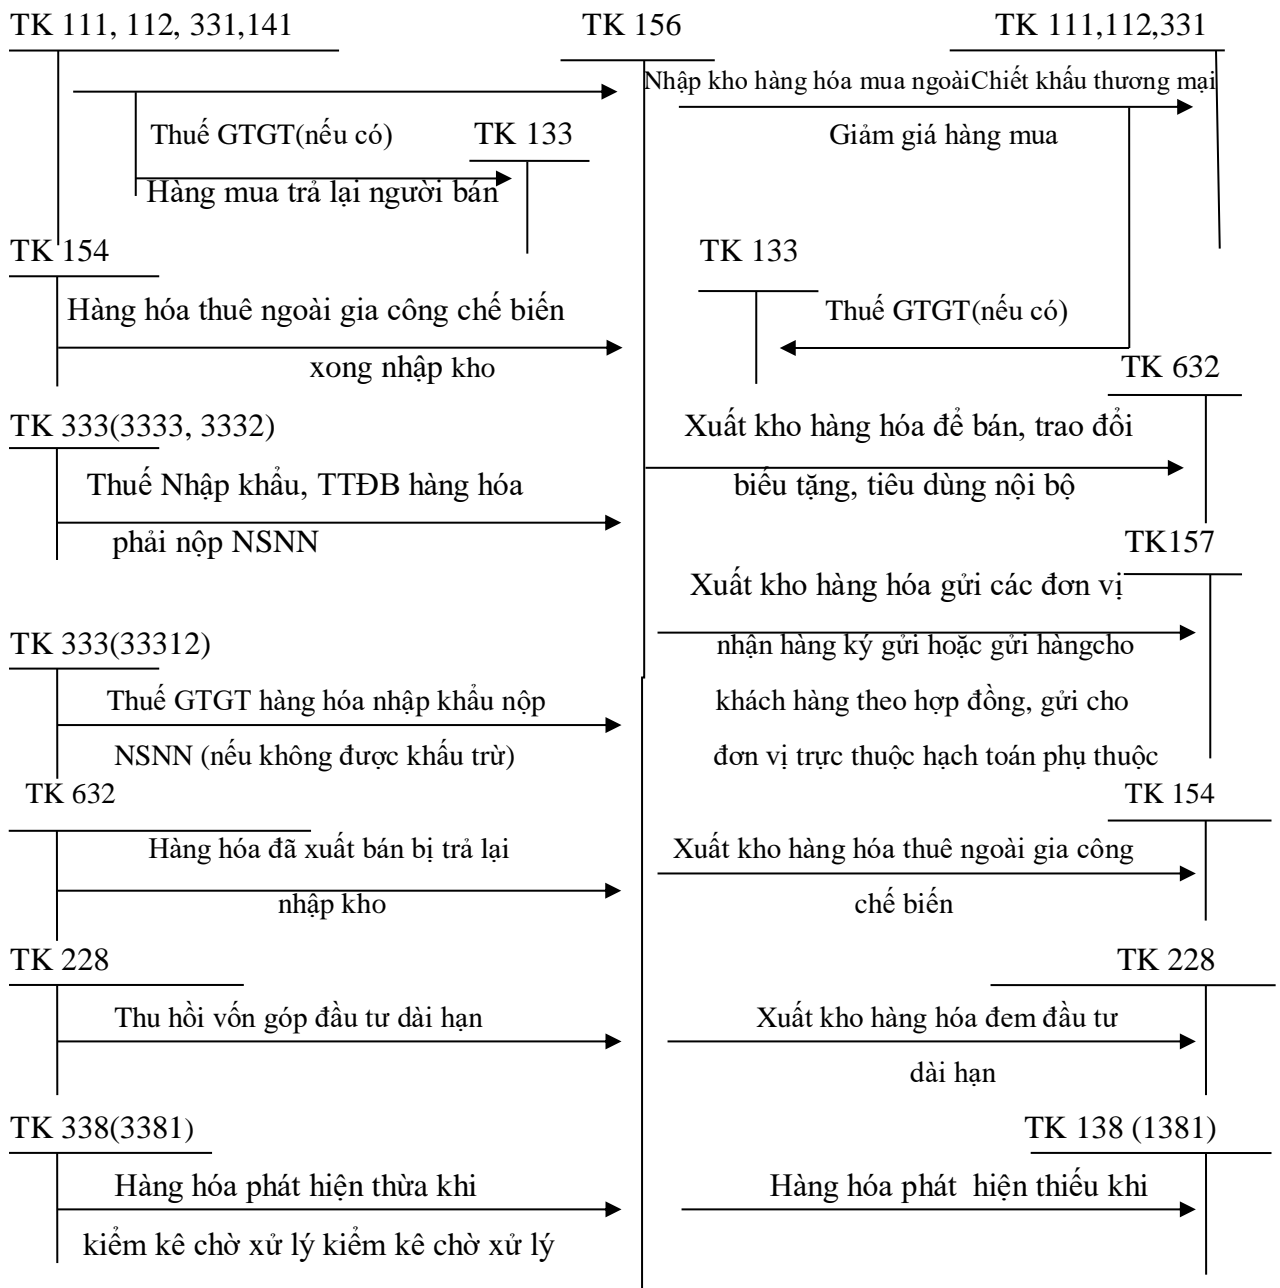 TK 111, 112, 331,141
TK 156
TK 111,112,331
Nhập kho hàng hóa mua ngoàiChiết khấu thương mại
Thuế GTGT(nếu có)
TK 133
Giảm giá hàng mua
Hàng mua trả lại người bán
TK 154
TK 133
Hàng hóa thuê ngoài gia công chế biến
Thuế GTGT(nếu có)
xong nhập kho
TK 632
TK 333(3333, 3332)
Xuất kho hàng hóa để bán, trao đổi
Thuế Nhập khẩu, TTĐB hàng hóa
biếu tặng, tiêu dùng nội bộ
phải nộp NSNN
TK157
Xuất kho hàng hóa gửi các đơn vị
TK 333(33312)
nhận hàng ký gửi hoặc gửi hàngcho
Thuế GTGT hàng hóa nhập khẩu nộp
khách hàng theo hợp đồng, gửi cho
NSNN (nếu không được khấu trừ)
đơn vị trực thuộc hạch toán phụ thuộc
TK 632
TK 154
Hàng hóa đã xuất bán bị trả lại
Xuất kho hàng hóa thuê ngoài gia công
nhập kho
chế biến
TK 228
TK 228
Thu hồi vốn góp đầu tư dài hạn
Xuất kho hàng hóa đem đầu tư
dài hạn
TK 338(3381)
TK 138 (1381)
Hàng hóa phát hiện thừa khi
Hàng hóa phát hiện thiếu khi
kiểm kê chờ xử lý kiểm kê chờ xử lý